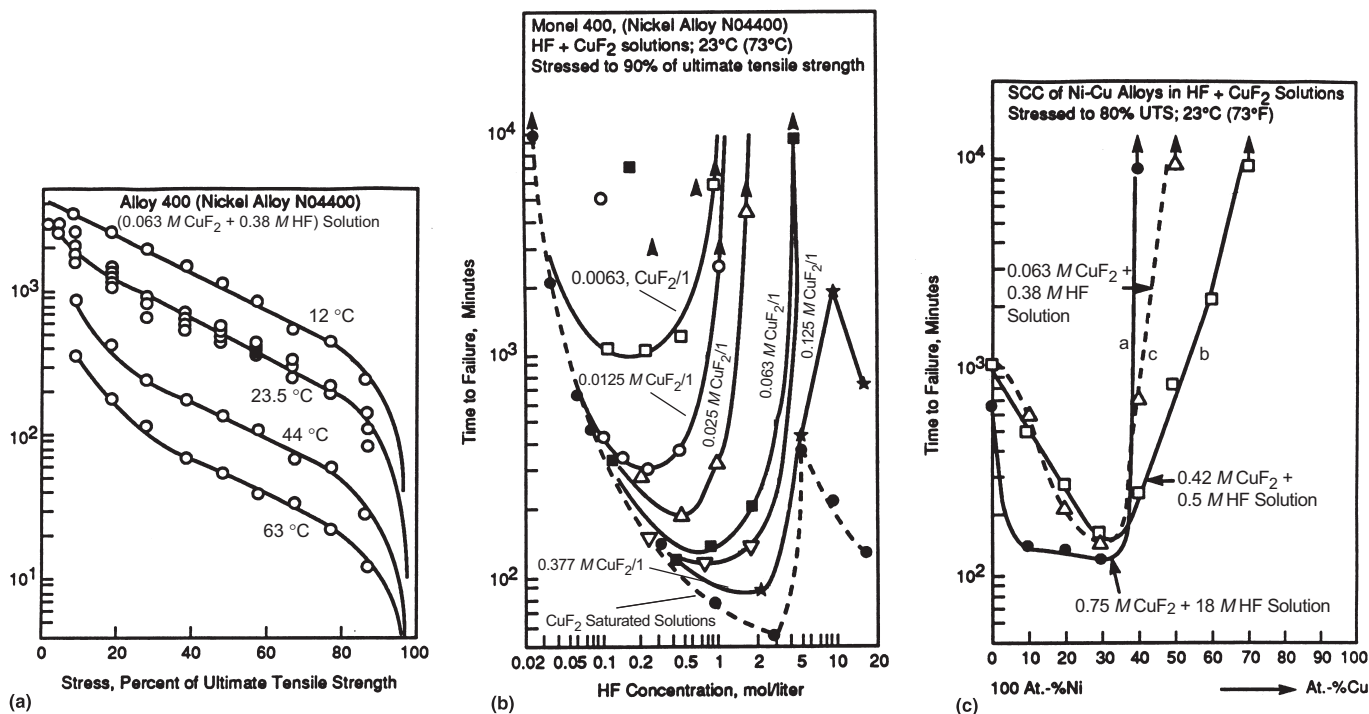 Alloy 400 (Nickel Alloy N04400)
(0.063 M CuF₂ + 0.38 M HF) Solution
10³
10²
10¹
12 °C
23.5 °C
44 °C
63 °C
0 20 40 60 80 100
Stress, Percent of Ultimate Tensile Strength
(a)
Monel 400, (Nickel Alloy N04400)
HF + CuF₂ solutions; 23°C (73°C)
Stressed to 90% of ultimate tensile strength
Time to Failure, Minutes
10⁴
10³
10²
0.0063, CuF₂/1
0.0125 M CuF₂/1
0.025 M CuF₂/1
0.063 M CuF₂/1
0.125 M CuF₂/1
0.377 M CuF₂/1
CuF₂ Saturated Solutions
0.02 0.05 0.1 0.2 0.5 1 2 5 10 20
HF Concentration, mol/liter
(b)
SCC of Ni-Cu Alloys in HF + CuF₂ Solutions
Stressed to 80% UTS; 23°C (73°F)
Time to Failure, Minutes
10⁴
10³
10²
0.063 M CuF₂ +
0.38 M HF
Solution
a
c
b
0.42 M CuF₂ +
0.5 M HF Solution
0.75 M CuF₂ + 18 M HF Solution
0 10 20 30 40 50 60 70 80 90 100
100 At.-%Ni At.-%Cu
(c)